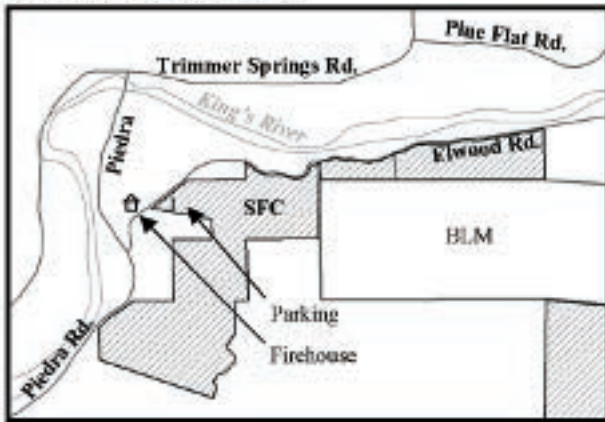 Pine Flat Rd.
Trimmer Springs Rd.
King's River
Piedra
Elwood Rd.
SFC
BLM
Parking
Firehouse
Piedra Rd.